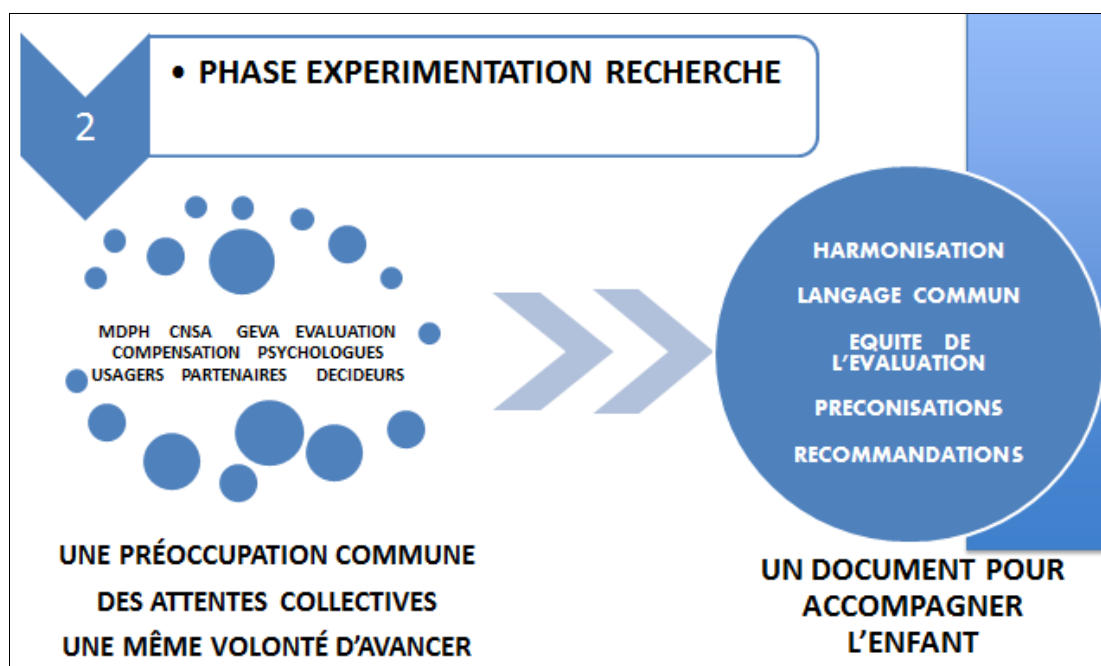 • PHASE EXPERIMENTATION RECHERCHE
2
MDPH CNSA GEVA EVALUATION
COMPENSATION PSYCHOLOGUES
USAGERS PARTENAIRES DECIDEURS
UNE PRÉOCCUPATION COMMUNE
DES ATTENTES COLLECTIVES
UNE MÊME VOLONTÉ D'AVANCER
HARMONISATION
LANGAGE COMMUN
EQUITE DE
L'EVALUATION
PRECONISATIONS
RECOMMANDATIONS
UN DOCUMENT POUR
ACCOMPAGNER
L'ENFANT